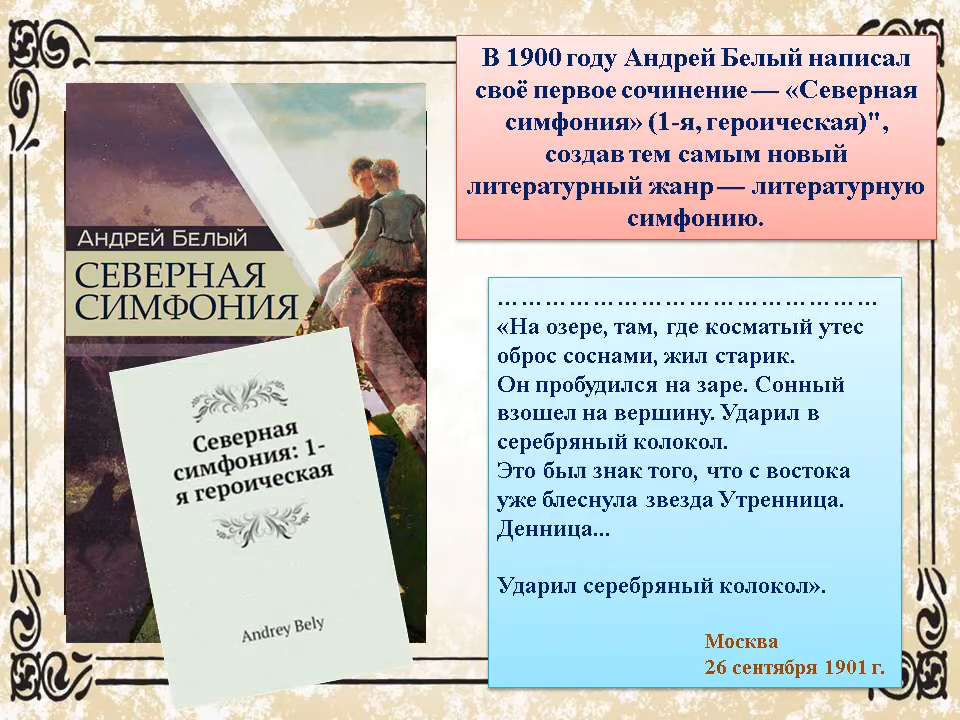 В 1900 году Андрей Белый написал
своё первое сочинение — «Северная
симфония» (1-я, героическая)",
создав тем самым новый
литературный жанр — литературную
симфонию.
АНДРЕЙ БЕЛЫЙ
СЕВЕРНАЯ
СИМФОНИЯ
Северная
симфония: 1-
я героическая
Andrey Bely
…………………………………………
«На озере, там, где косматый утес
оброс соснами, жил старик.
Он пробудился на заре. Сонный
взошел на вершину. Ударил в
серебряный колокол.
Это был знак того, что с востока
уже блеснула звезда Утренница.
Денница...
Ударил серебряный колокол».
Москва
26 сентября 1901 г.